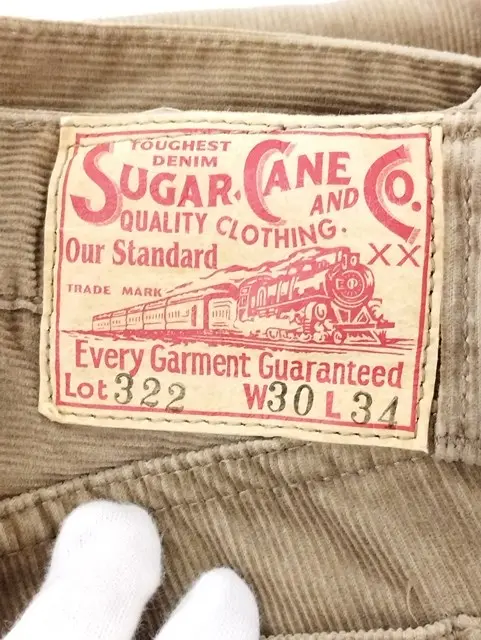 TOUGHEST
DENIM
SUGAR CANE AND CO.
QUALITY CLOTHING.
Our Standard XX
TRADE MARK
Every Garment Guaranteed
Lot 322 W30 L 34